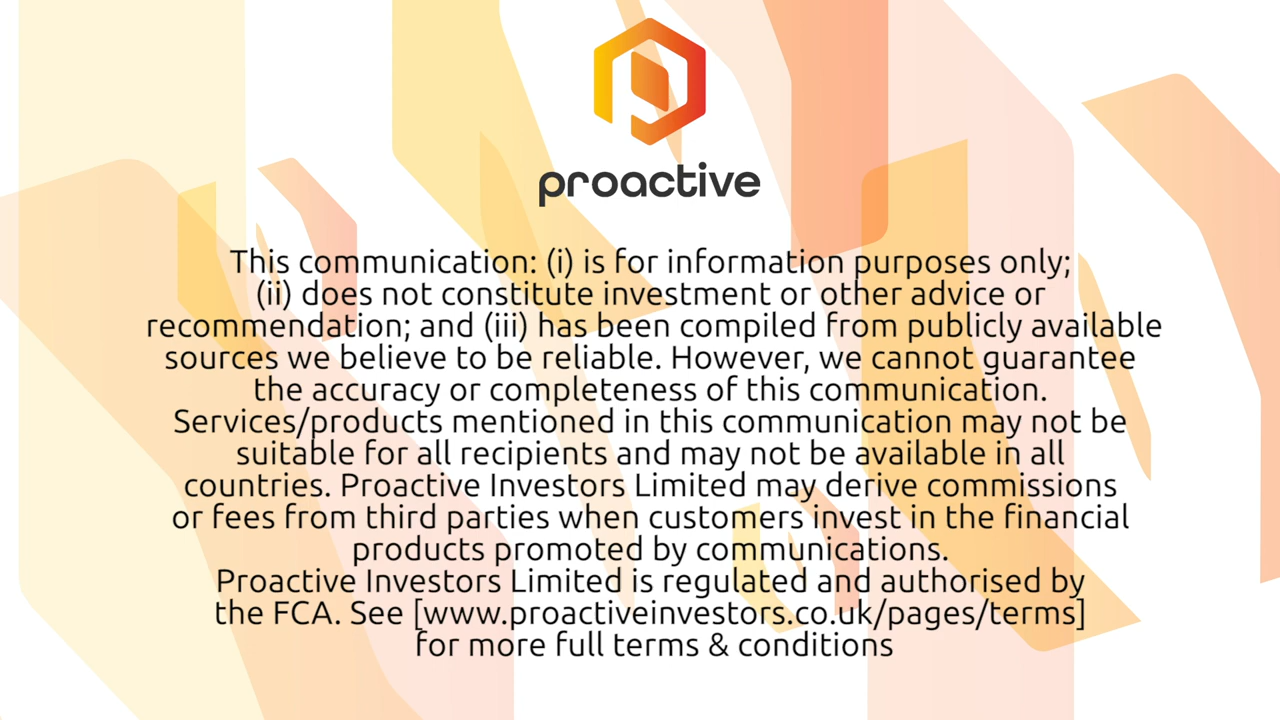 proactive
This communication: (i) is for information purposes only;
(ii) does not constitute investment or other advice or
recommendation; and (iii) has been compiled from publicly available
sources we believe to be reliable. However, we cannot guarantee
the accuracy or completeness of this communication.
Services/products mentioned in this communication may not be
suitable for all recipients and may not be available in all
countries. Proactive Investors Limited may derive commissions
or fees from third parties when customers invest in the financial
products promoted by communications.
Proactive Investors Limited is regulated and authorised by
the FCA. See [www.proactiveinvestors.co.uk/pages/terms]
for more full terms & conditions